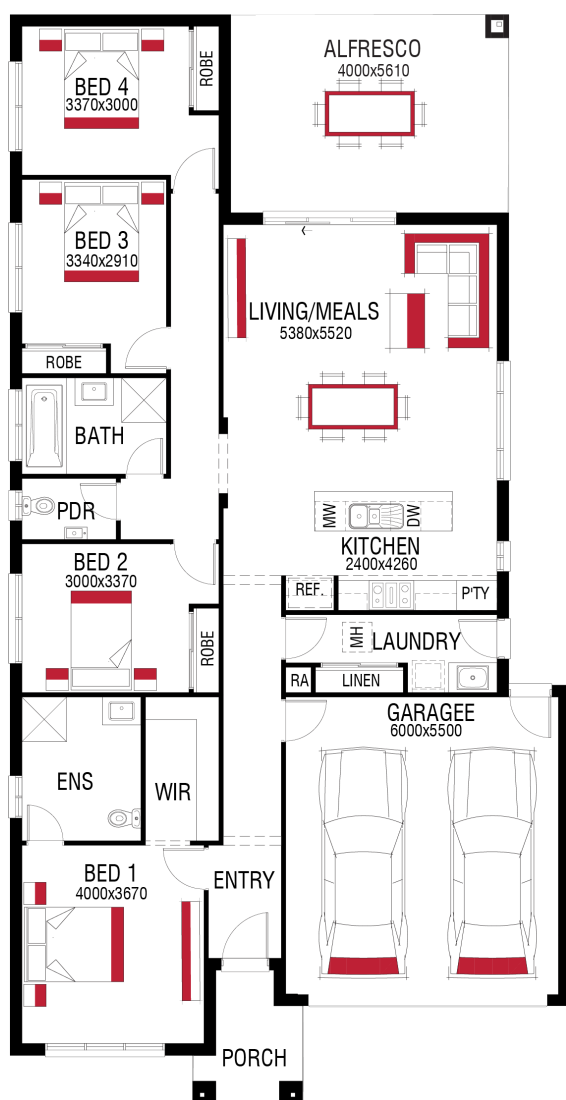 ALFRESCO
4000x5610
BED 4
3370x3000
ROBE
BED 3
3340x2910
ROBE
LIVING/MEALS
5380x5520
BATH
PDR
MW
DW
KITCHEN
2400x4260
BED 2
3000x3370
ROBE
REF.
P'TY
MH
LAUNDRY
RA
LINEN
GARAGEE
6000x5500
ENS
WIR
BED 1
4000x3670
ENTRY
PORCH